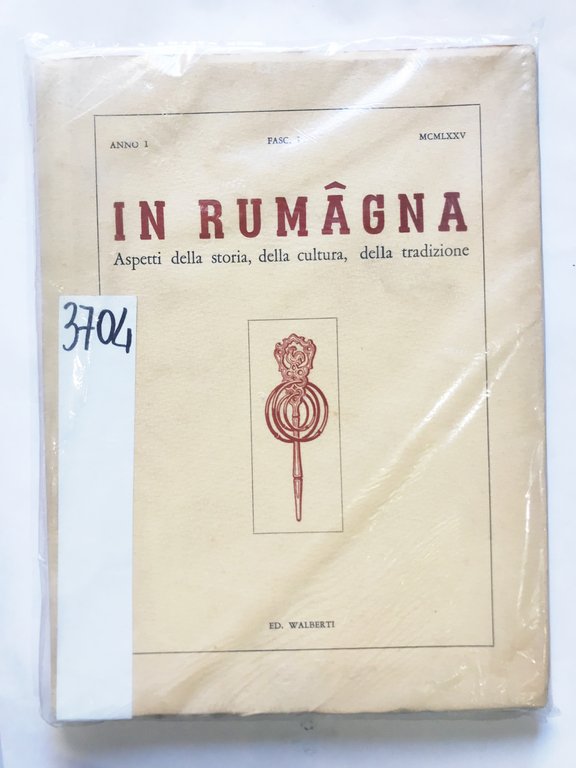 ANNO I
FASC.
MCMLXXV
IN RUMÂGNA
Aspetti della storia, della cultura, della tradizione
3704
ED. WALBERTI